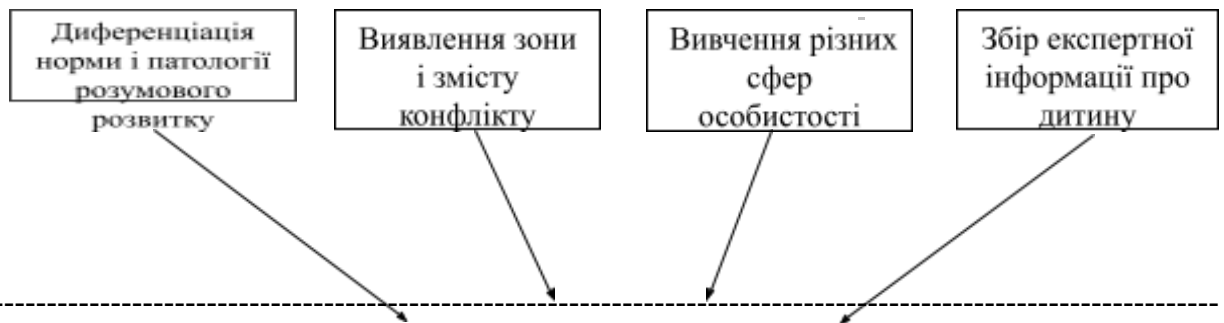 Диференціація
норми і патології
розумового
розвитку
Виявлення зони
і змісту
конфлікту
Вивчення різних
сфер
особистості
Збір експертної
інформації про
дитину